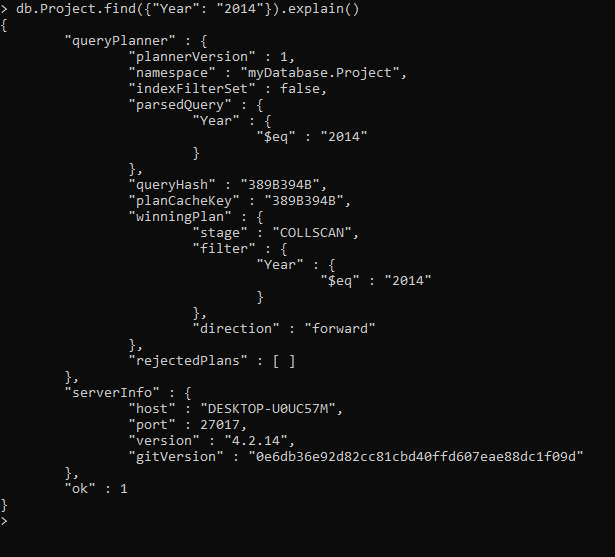 > db.Project.find({"Year": "2014"}).explain()
{
        "queryPlanner" : {
                "plannerVersion" : 1,
                "namespace" : "myDatabase.Project",
                "indexFilterSet" : false,
                "parsedQuery" : {
                        "Year" : {
                                "$eq" : "2014"
                        }
                },
                "queryHash" : "389B394B",
                "planCacheKey" : "389B394B",
                "winningPlan" : {
                        "stage" : "COLLSCAN",
                        "filter" : {
                                "Year" : {
                                        "$eq" : "2014"
                                }
                        },
                        "direction" : "forward"
                },
                "rejectedPlans" : [ ]
        },
        "serverInfo" : {
                "host" : "DESKTOP-U0UC57M",
                "port" : 27017,
                "version" : "4.2.14",
                "gitVersion" : "0e6db36e92d82cc81cbd40ffd607eae88dc1f09d"
        },
        "ok" : 1
}
>